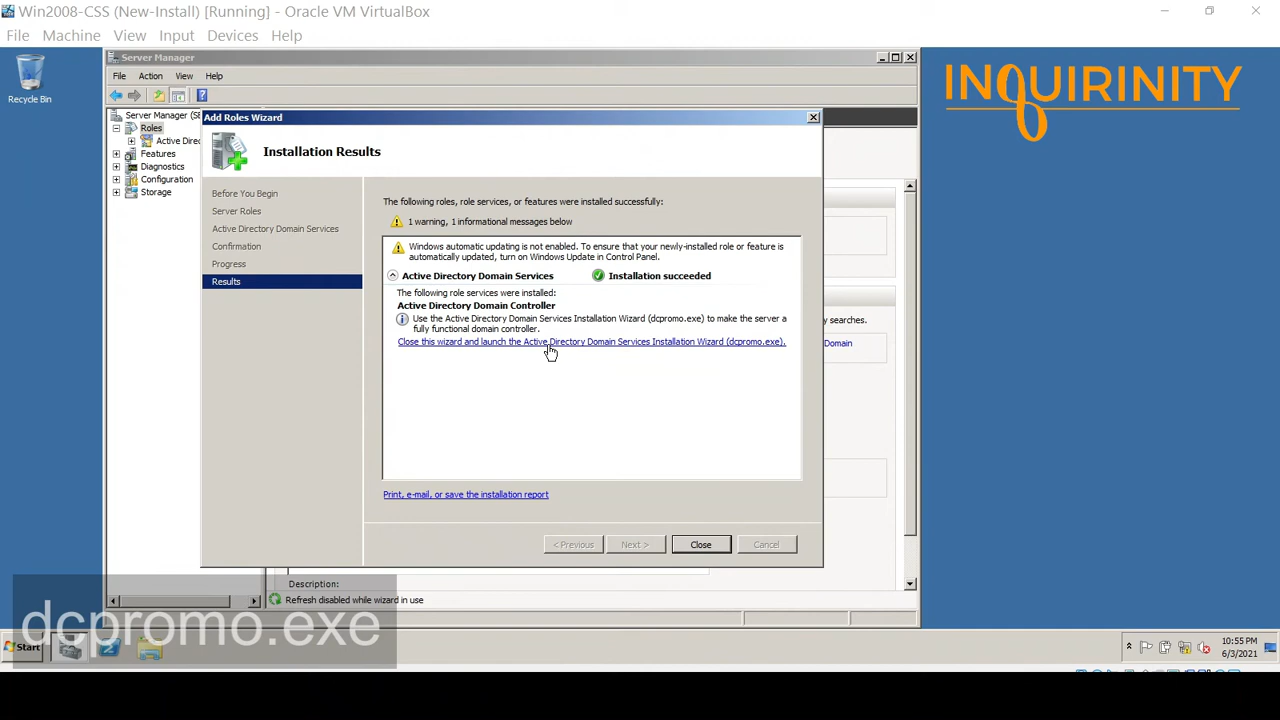 Win2008-CSS (New-Install) [Running] - Oracle VM VirtualBox
File Machine View Input Devices Help
Recycle Bin
Server Manager
File Action View Help
INQUIRINITY
Server Manager (SE
Roles
Active Direc
Features
Diagnostics
Configuration
Storage
Add Roles Wizard
Installation Results
Before You Begin
Server Roles
Active Directory Domain Services
Confirmation
Progress
Results
The following roles, role services, or features were installed successfully:
1 warning, 1 informational messages below
Windows automatic updating is not enabled. To ensure that your newly-installed role or feature is
automatically updated, turn on Windows Update in Control Panel.
Active Directory Domain Services
Installation succeeded
The following role services were installed:
Active Directory Domain Controller
Use the Active Directory Domain Services Installation Wizard (dcpromo.exe) to make the server a
fully functional domain controller.
Close this wizard and launch the Active Directory Domain Services Installation Wizard (dcpromo.exe).
Print, e-mail, or save the installation report
< Previous
Next >
Close
Cancel
y searches.
Domain
Description:
Refresh disabled while wizard in use
dcpromo.exe
Start
10:55 PM
6/3/2021